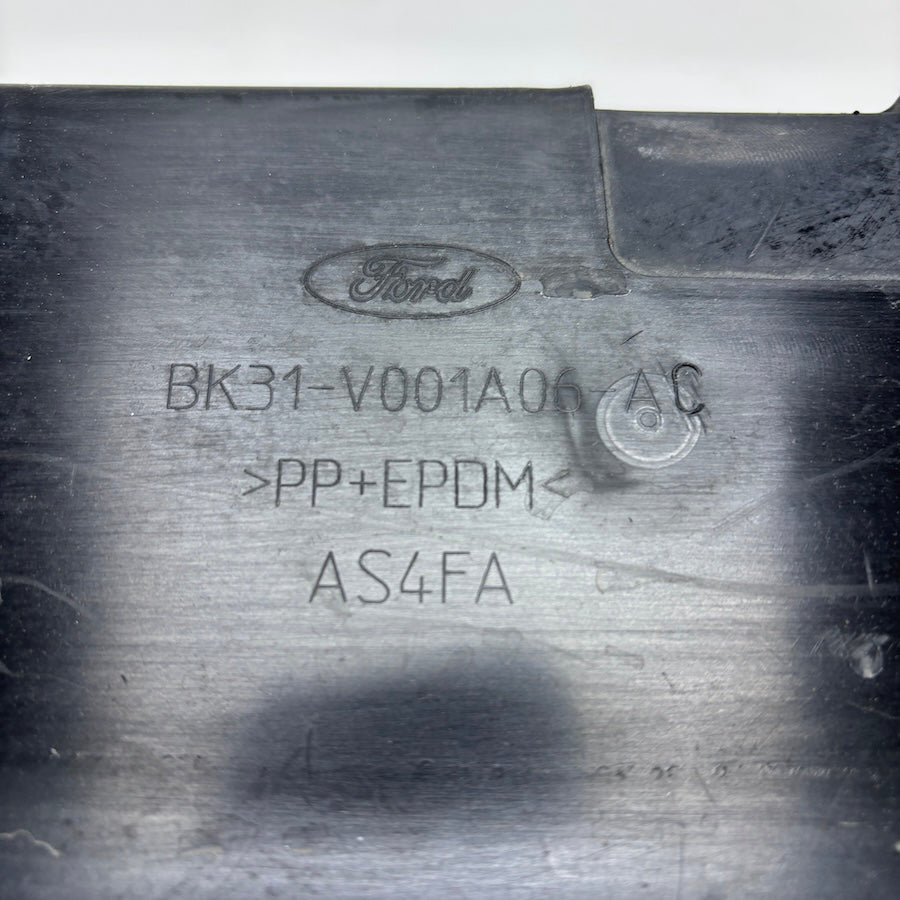 Ford
BK31-V001A06-AC
>PP+EPDM<
AS4FA